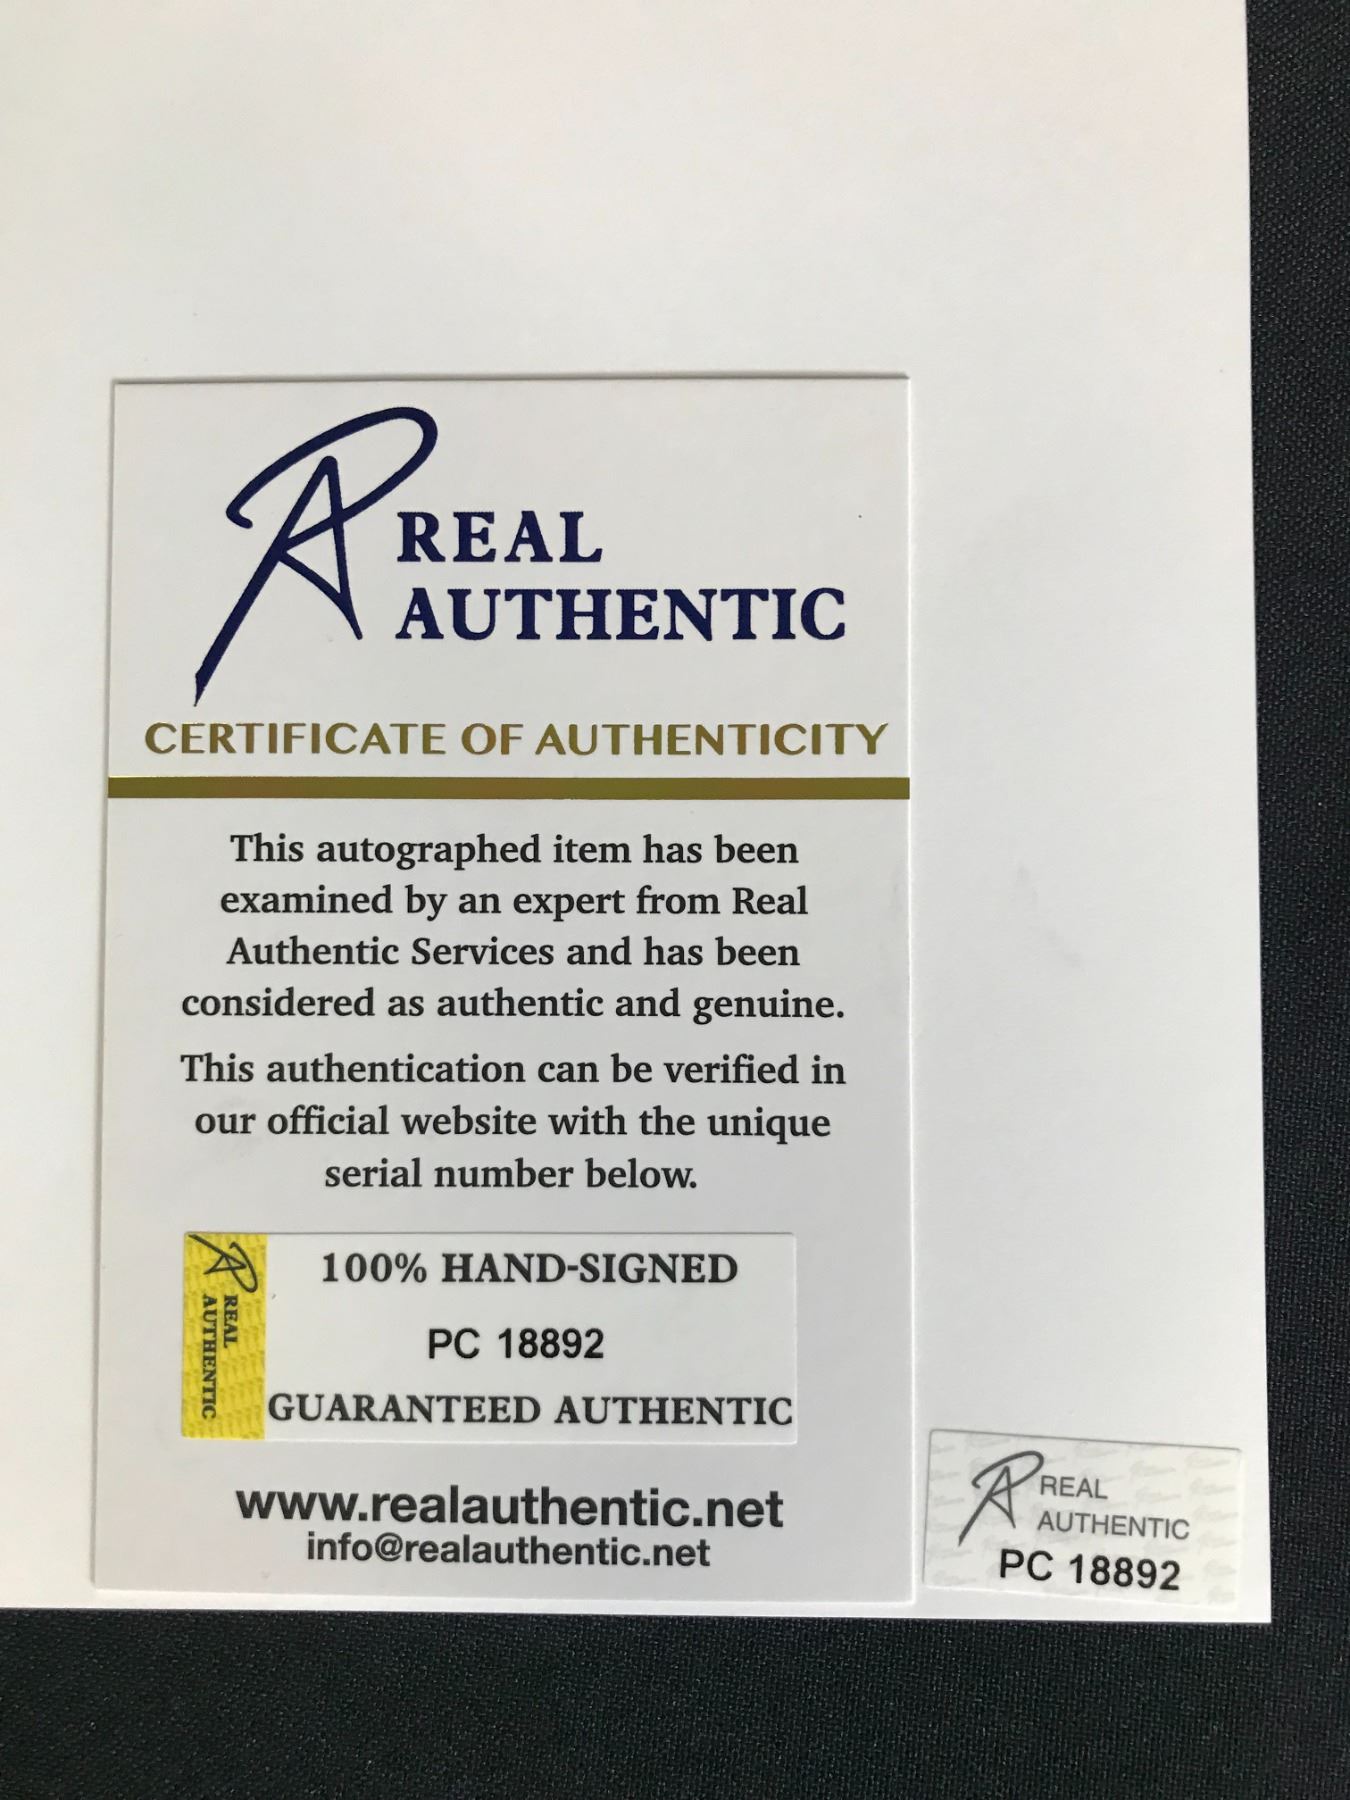 REAL
AUTHENTIC
CERTIFICATE OF AUTHENTICITY
This autographed item has been
examined by an expert from Real
Authentic Services and has been
considered as authentic and genuine.
This authentication can be verified in
our official website with the unique
serial number below.
REAL
AUTHENTIC
100% HAND-SIGNED
PC 18892
GUARANTEED AUTHENTIC
www.realauthentic.net
info@realauthentic.net
REAL
AUTHENTIC
PC 18892